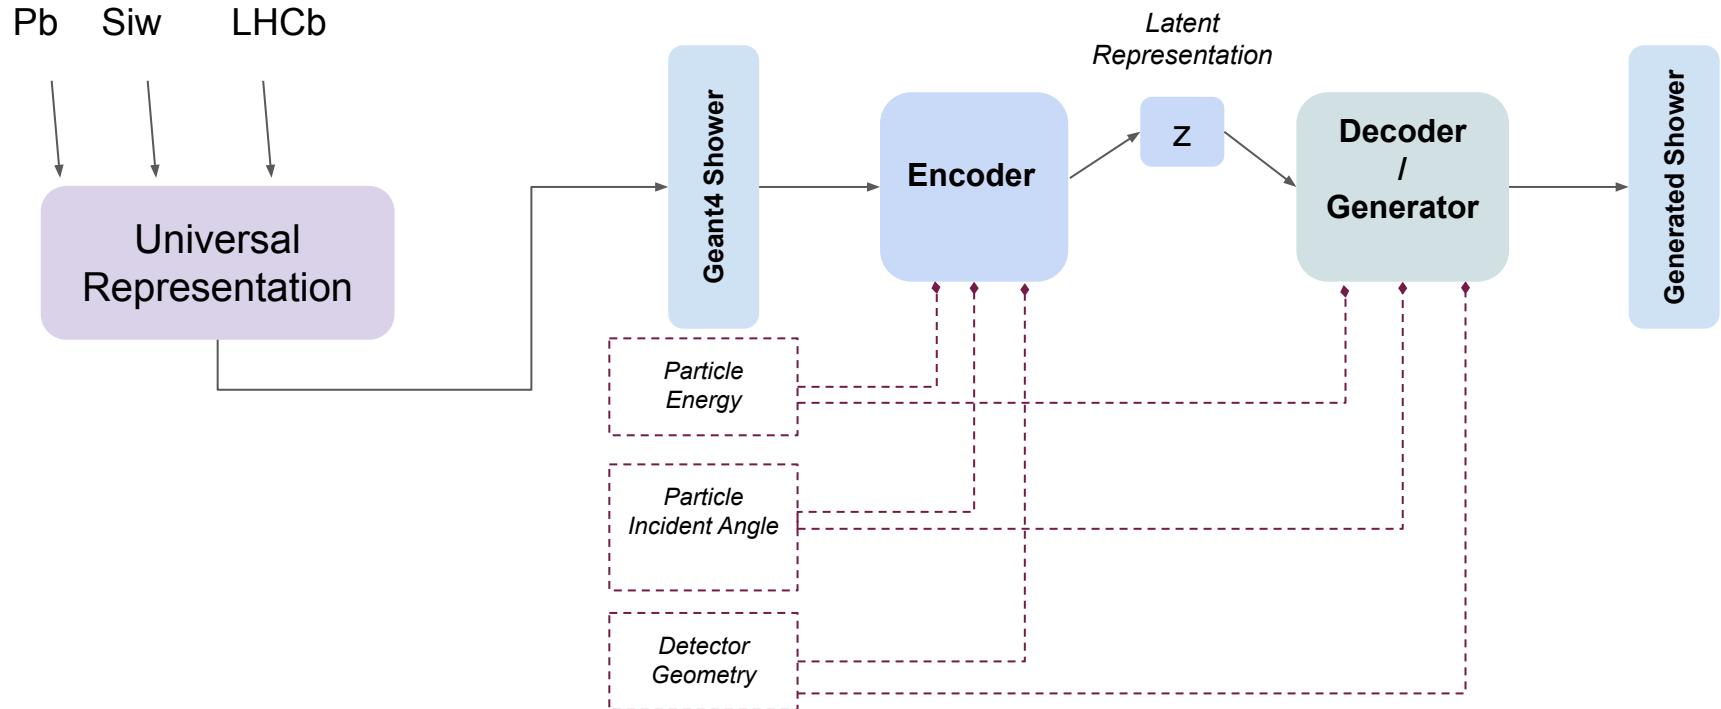 Pb Siw LHCb
Universal
Representation
Geant4 Shower
Encoder
Latent
Representation
z
Decoder
/
Generator
Generated Shower
Particle
Energy
Particle
Incident Angle
Detector
Geometry